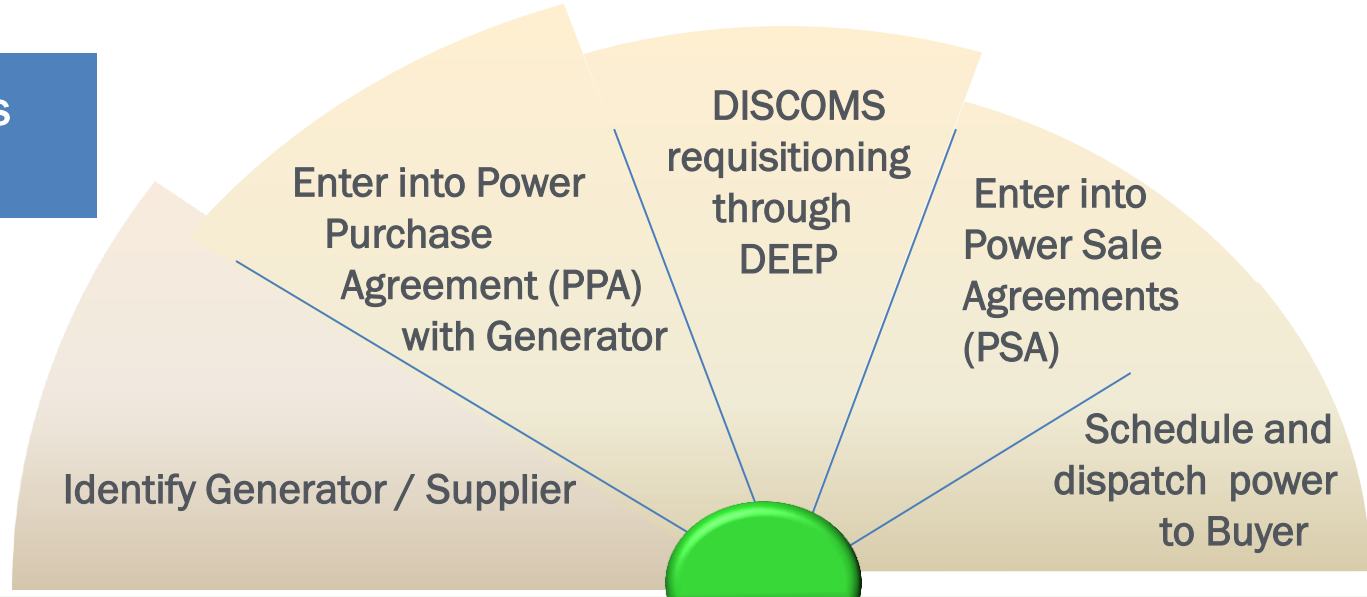 s
Identify Generator / Supplier
Enter into Power
Purchase
Agreement (PPA)
with Generator
DISCOMS
requisitioning
through
DEEP
Enter into
Power Sale
Agreements
(PSA)
Schedule and
dispatch power
to Buyer